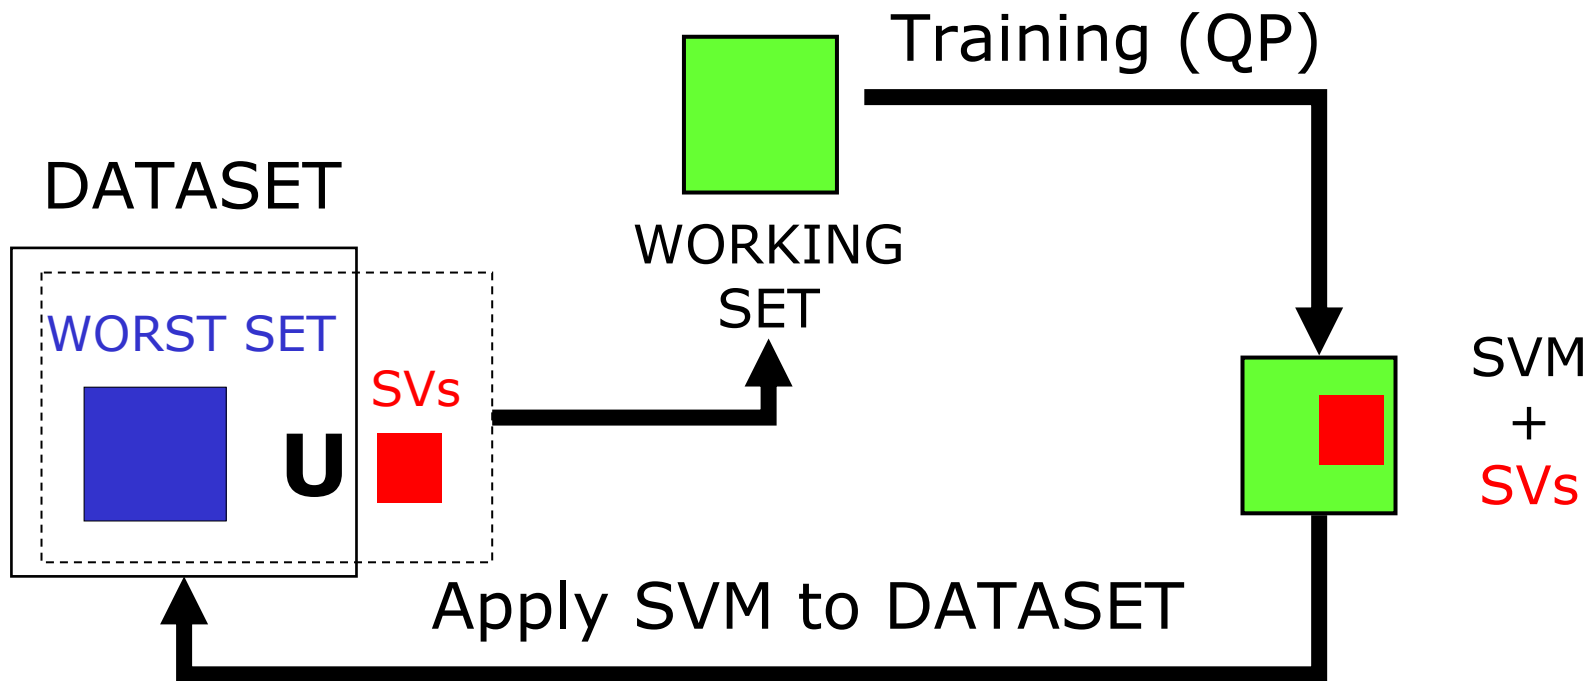 Training (QP)
DATASET
WORKING
SET
WORST SET
SVs
U
SVM
+
SVs
Apply SVM to DATASET